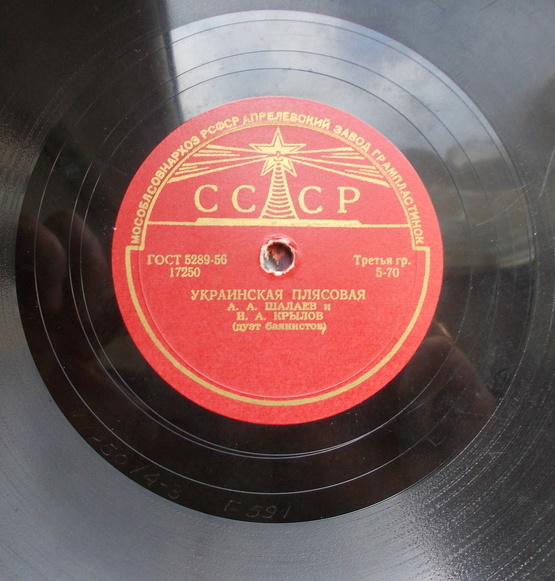 МОСОБЛСОВНАРХОЗ РСФСР АПРЕЛЕВСКИЙ ЗАВОД ГРАМПЛАСТИНОК
СССР
ГОСТ 5289-56
17250
Третья гр.
5-70
УКРАИНСКАЯ ПЛЯСОВАЯ
А. А. ШАЛАЕВ и
Н. А. КРЫЛОВ
(дуэт баянистов)
Г 591